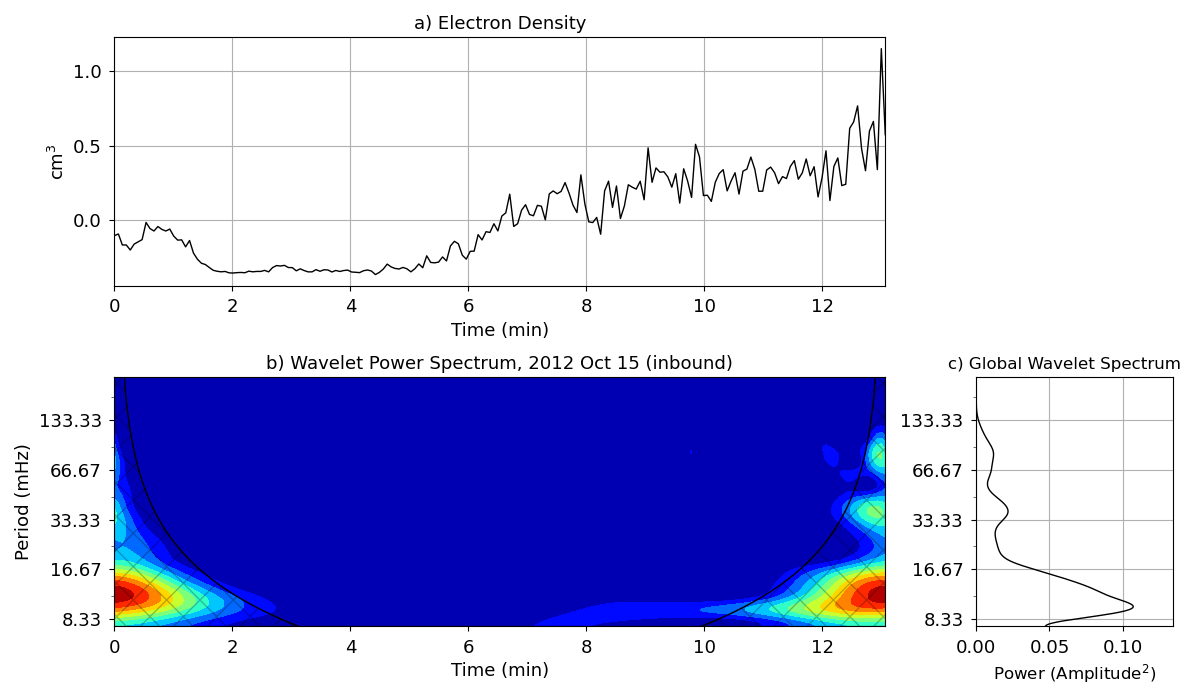 a) Electron Density
1.0
0.5
0.0
cm³
0 2 4 6 8 10 12
Time (min)
b) Wavelet Power Spectrum, 2012 Oct 15 (inbound)
133.33
66.67
33.33
16.67
8.33
Period (mHz)
0 2 4 6 8 10 12
Time (min)
c) Global Wavelet Spectrum
133.33
66.67
33.33
16.67
8.33
0.00 0.05 0.10
Power (Amplitude²)